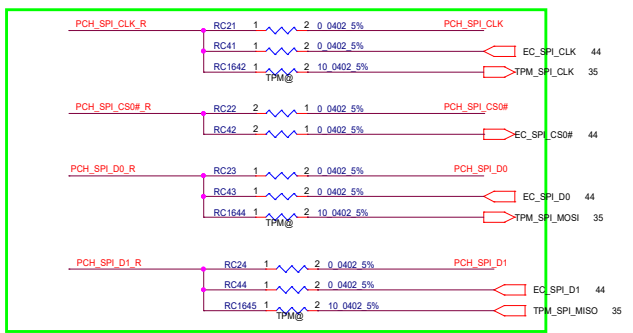 PCH_SPI_CLK_R RC21 1 2 0_0402_5% PCH_SPI_CLK
RC41 1 2 0_0402_5% EC_SPI_CLK 44
RC1642 1 2 10_0402_5% TPM_SPI_CLK 35
TPM@
PCH_SPI_CS0#_R RC22 2 1 0_0402_5% PCH_SPI_CS0#
RC42 2 1 0_0402_5% EC_SPI_CS0# 44
PCH_SPI_D0_R RC23 1 2 0_0402_5% PCH_SPI_D0
RC43 1 2 0_0402_5% EC_SPI_D0 44
RC1644 1 2 10_0402_5% TPM_SPI_MOSI 35
TPM@
PCH_SPI_D1_R RC24 1 2 0_0402_5% PCH_SPI_D1
RC44 1 2 0_0402_5% EC_SPI_D1 44
RC1645 1 2 10_0402_5% TPM_SPI_MISO 35
TPM@